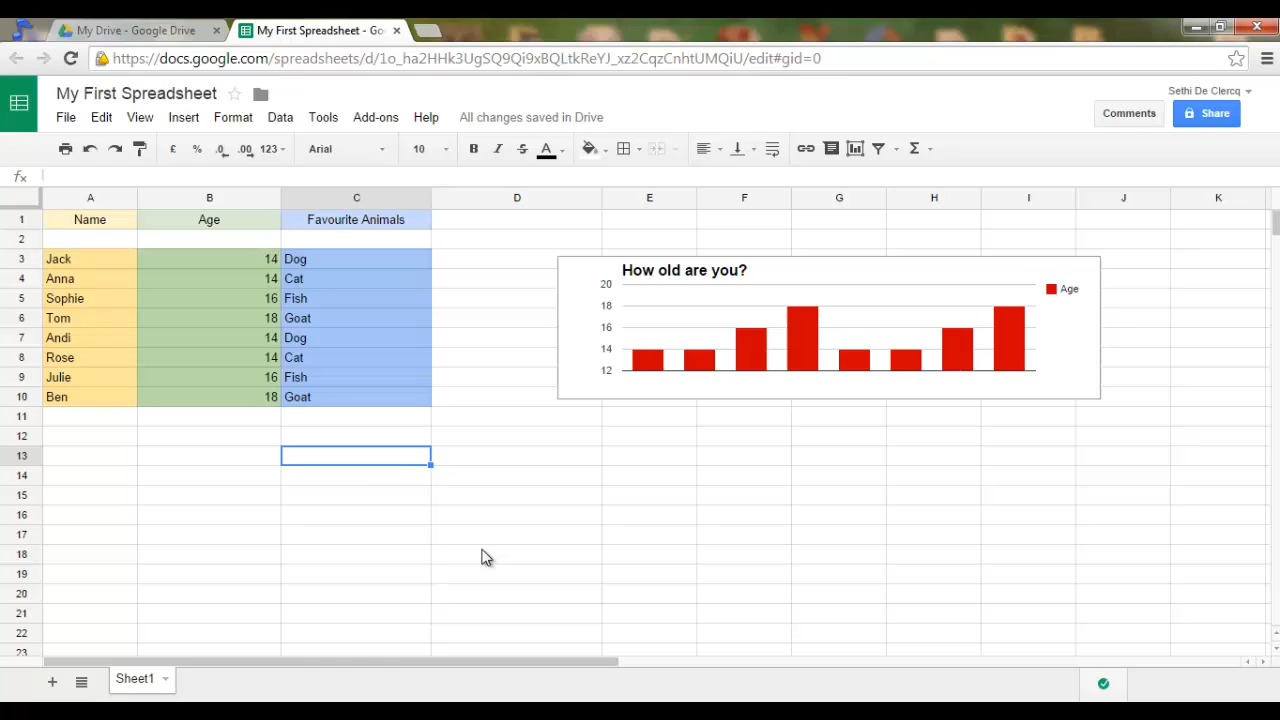 My Drive - Google Drive
My First Spreadsheet - Go
https://docs.google.com/spreadsheets/d/1o_ha2HHk3UgSQ9Qi9xBQLtkReYJ_xz2CqzCnhtUMQiU/edit#gid=0
My First Spreadsheet
Sethi De Clercq
File Edit View Insert Format Data Tools Add-ons Help All changes saved in Drive
Comments Share
£ % .0 .00 123 Arial 10 B I S A Σ
fx
A B C D E F G H I J K
1 Name Age Favourite Animals
2
3 Jack 14 Dog
4 Anna 14 Cat
5 Sophie 16 Fish
6 Tom 18 Goat
7 Andi 14 Dog
8 Rose 14 Cat
9 Julie 16 Fish
10 Ben 18 Goat
11
12
13
14
15
16
17
18
19
20
21
22
23
How old are you?
20
18
16
14
12
Age
Sheet1